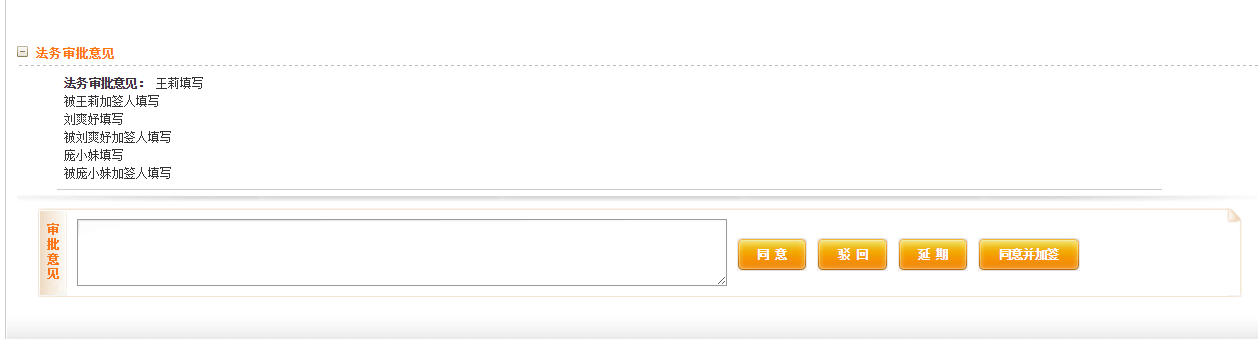 法务审批意见
法务审批意见： 王莉填写
被王莉加签人填写
刘爽妤填写
被刘爽妤加签人填写
庞小妹填写
被庞小妹加签人填写
审批意见
同 意 驳 回 延 期 同意并加签